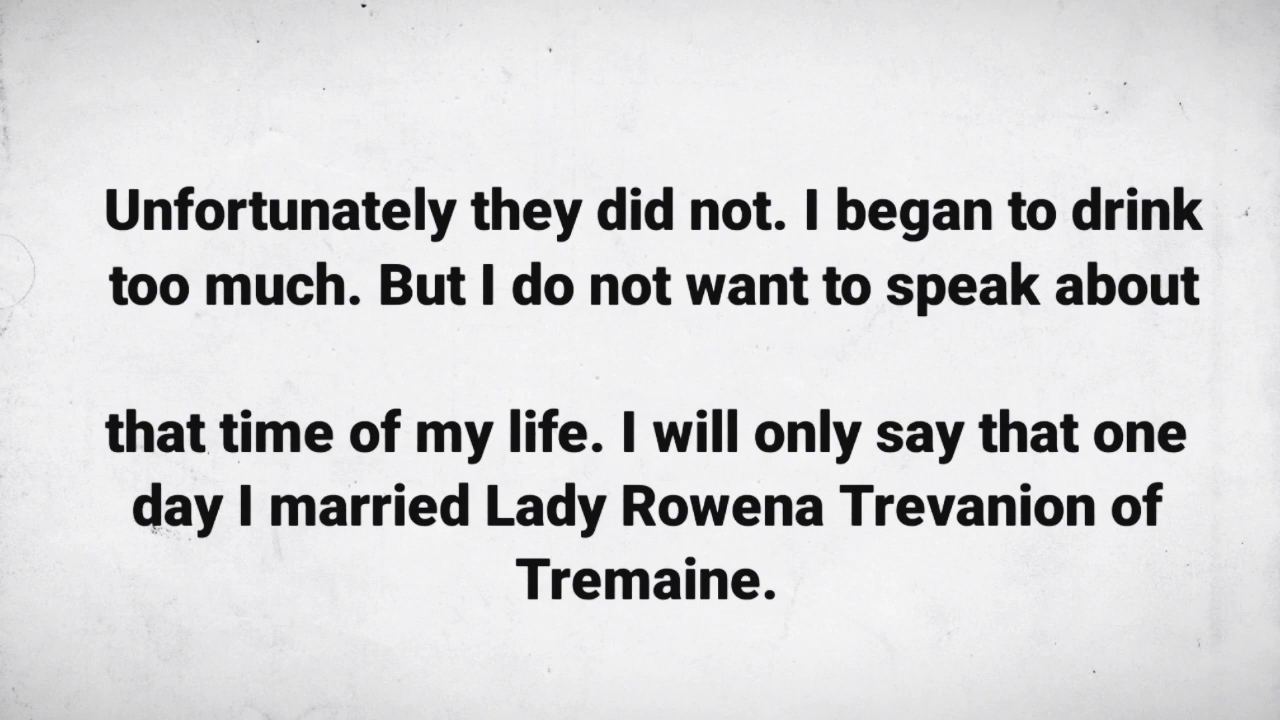 Unfortunately they did not. I began to drink
too much. But I do not want to speak about
that time of my life. I will only say that one
day I married Lady Rowena Trevanion of
Tremaine.